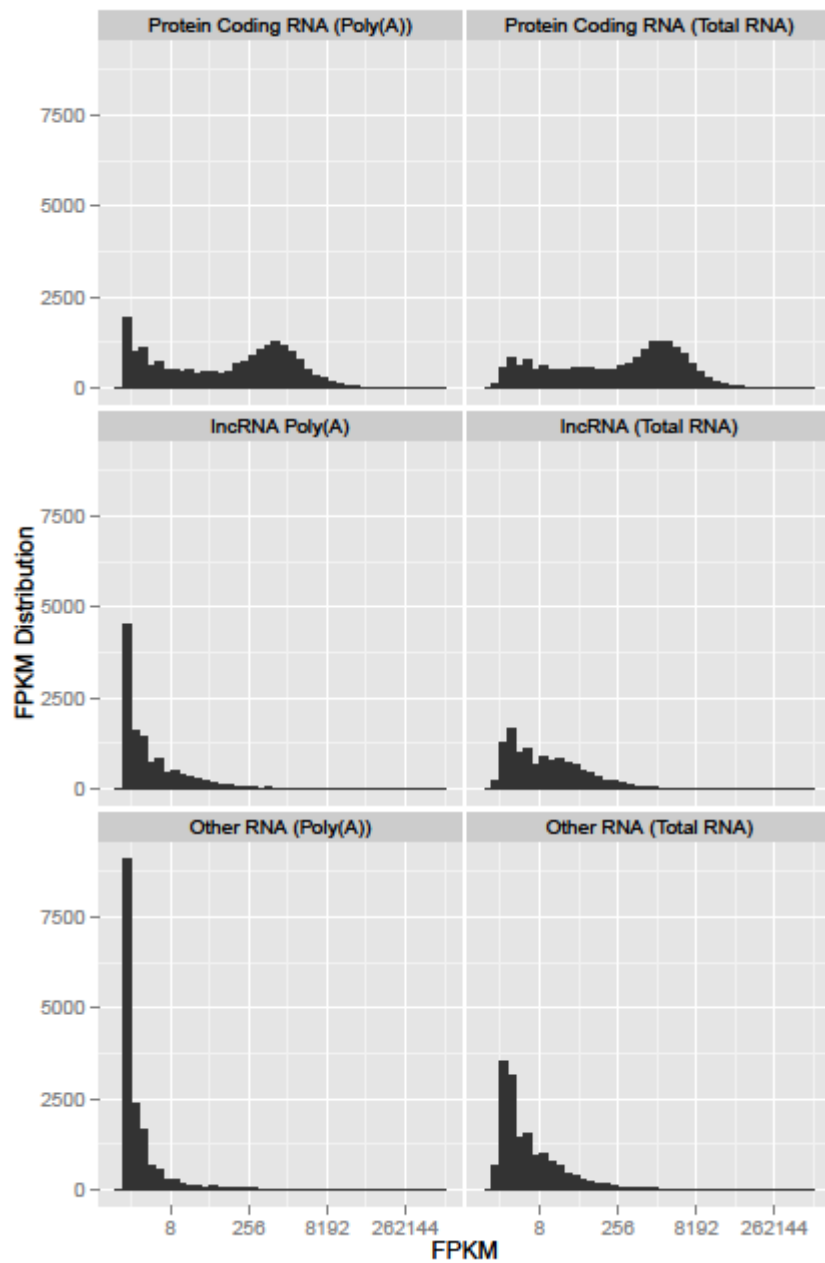 Protein Coding RNA (Poly(A))
Protein Coding RNA (Total RNA)
7500
5000
2500
0
lncRNA Poly(A)
lncRNA (Total RNA)
7500
5000
2500
0
Other RNA (Poly(A))
Other RNA (Total RNA)
7500
5000
2500
0
FPKM Distribution
8 256 8192 262144
8 256 8192 262144
FPKM